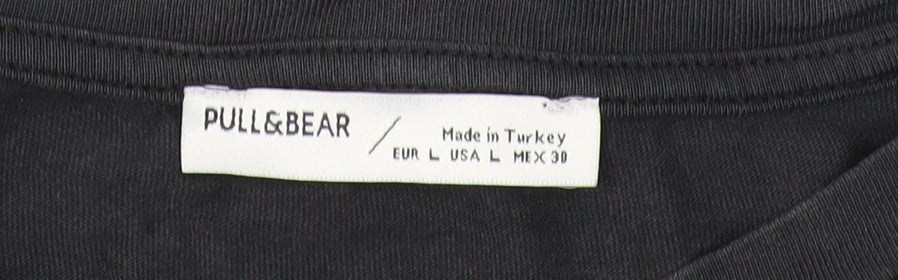 PULL&BEAR / Made in Turkey
EUR L USA L MEX 30